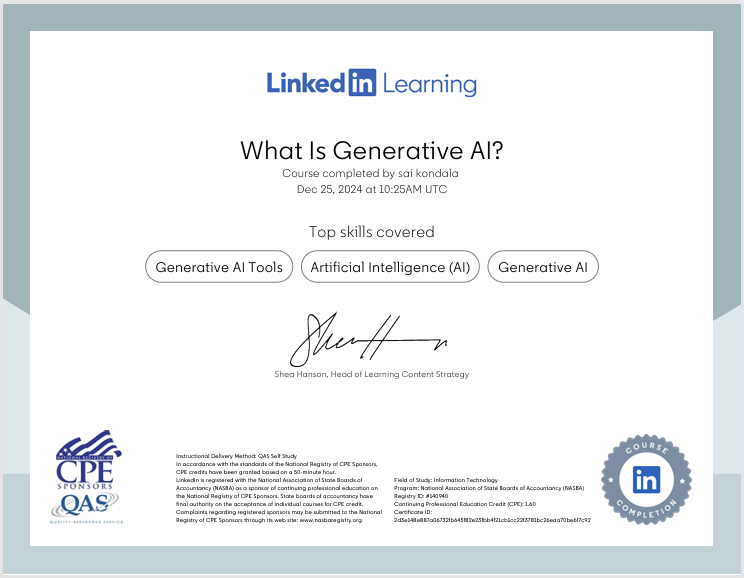 Linked in Learning
What Is Generative AI?
Course completed by sai kondala
Dec 25, 2024 at 10:25AM UTC
Top skills covered
Generative AI Tools
Artificial Intelligence (AI)
Generative AI
Shea Hanson, Head of Learning Content Strategy
NATIONAL REGISTRY OF
CPE
SPONSORS
QAS
QUALITY ASSURANCE SERVICE
Instructional Delivery Method: QAS Self Study
In accordance with the standards of the National Registry of CPE Sponsors,
CPE credits have been granted based on a 50-minute hour.
LinkedIn is registered with the National Association of State Boards of
Accountancy (NASBA) as a sponsor of continuing professional education on
the National Registry of CPE Sponsors. State boards of accountancy have
final authority on the acceptance of individual courses for CPE credit.
Complaints regarding registered sponsors may be submitted to the National
Registry of CPE Sponsors through its web site: www.nasbaregistry.org
Field of Study: Information Technology
Program: National Association of State Boards of Accountancy (NASBA)
Registry ID: #140940
Continuing Professional Education Credit (CPE): 1.60
Certificate ID:
COURSE
in
COMPLETION